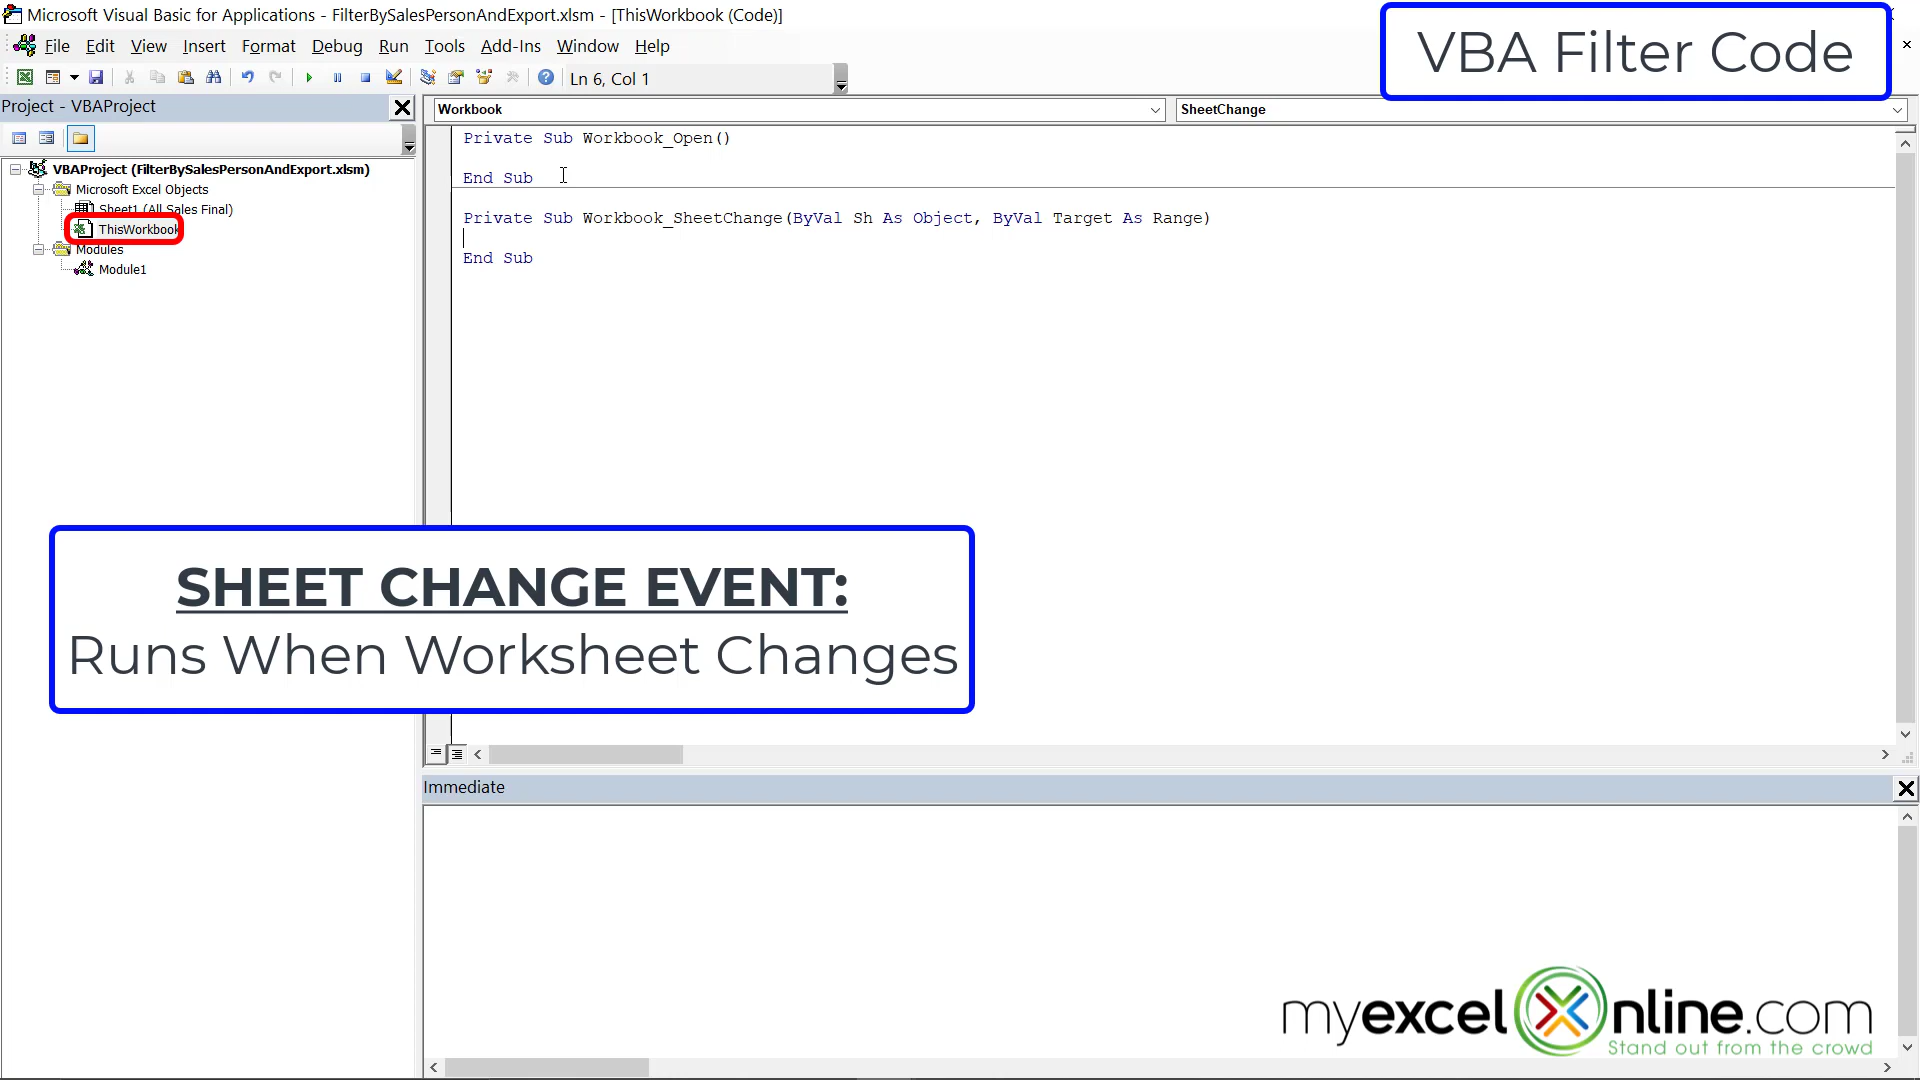 Microsoft Visual Basic for Applications - FilterBySalesPersonAndExport.xlsm - [ThisWorkbook (Code)]
VBA Filter Code
File Edit View Insert Format Debug Run Tools Add-Ins Window Help
Ln 6, Col 1
Project - VBAProject
Workbook
SheetChange
VBAProject (FilterBySalesPersonAndExport.xlsm)
Microsoft Excel Objects
Sheet1 (All Sales Final)
ThisWorkbook
Modules
Module1
Private Sub Workbook_Open()
End Sub
Private Sub Workbook_SheetChange(ByVal Sh As Object, ByVal Target As Range)
End Sub
SHEET CHANGE EVENT:
Runs When Worksheet Changes
Immediate
myexcelOnline.com
Stand out from the crowd